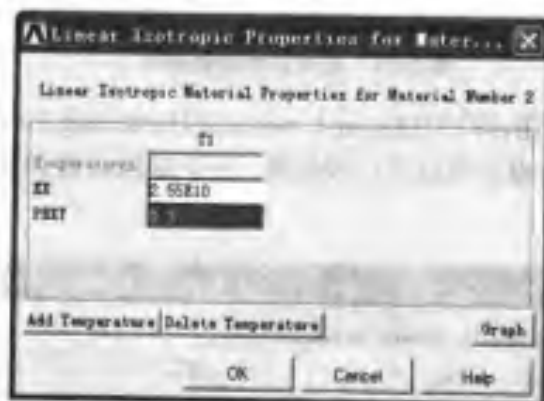 Linear Isotropic Properties for Mater...
Linear Isotropic Material Properties for Material Number 2
T1
Temperatures
EX 2.55E10
PRXY
Add Temperature Delete Temperature Graph
OK Cancel Help